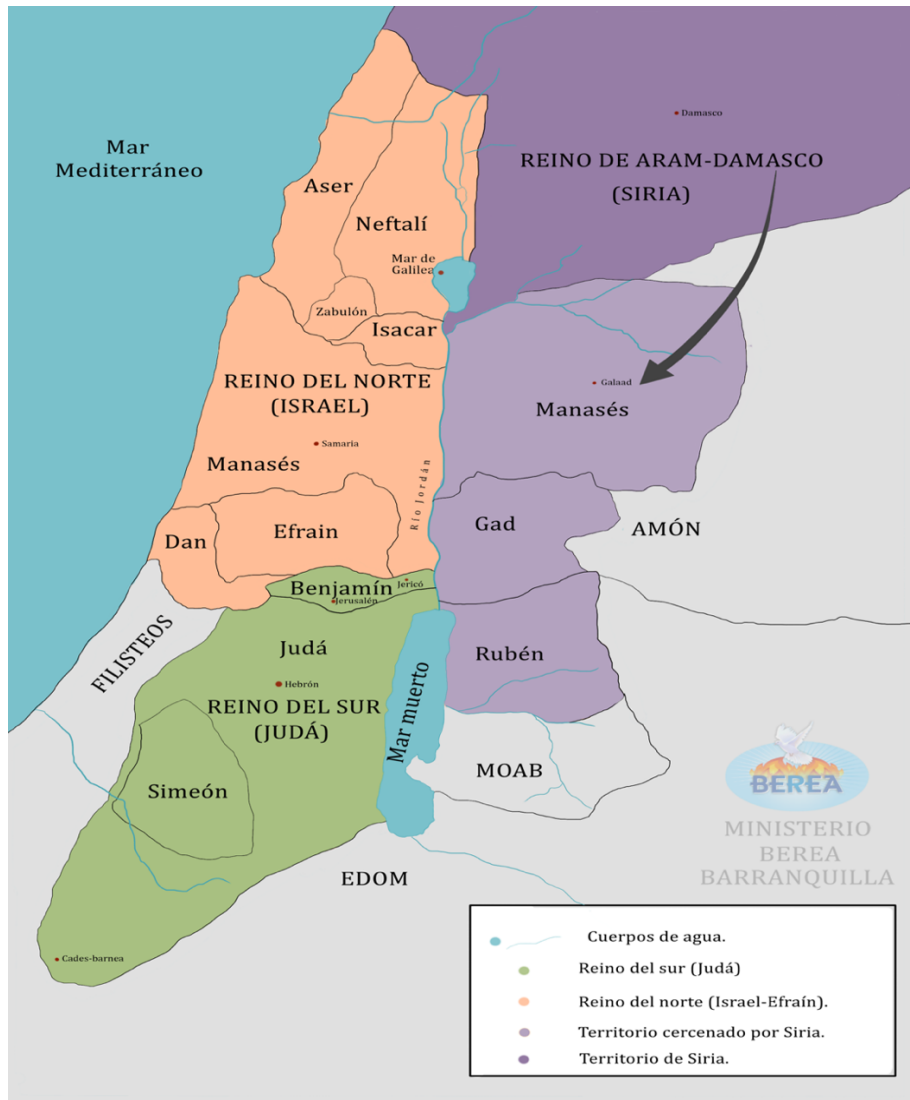 Damasco
Mar
Mediterráneo
REINO DE ARAM-DAMASCO
(SIRIA)
Aser
Neftalí
Mar de
Galilea
Zabulón
Isacar
REINO DEL NORTE
(ISRAEL)
Galaad
Manasés
Samaria
Manasés
Río Jordán
Gad
AMÓN
Efrain
Dan
Benjamín
Jericó
Jerusalén
FILISTEOS
Judá
Rubén
Hebrón
REINO DEL SUR
(JUDÁ)
Mar muerto
MOAB
Simeón
BEREA
MINISTERIO
BEREA
BARRANQUILLA
EDOM
Cades-barnea
Cuerpos de agua.
Reino del sur (Judá)
Reino del norte (Israel-Efraín).
Territorio cercenado por Siria.
Territorio de Siria.